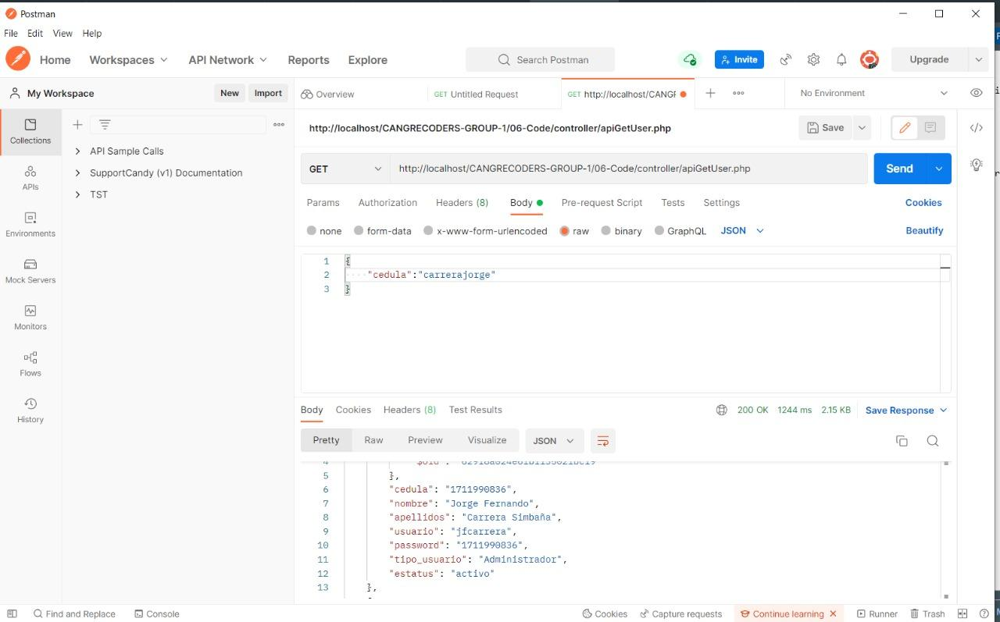 Postman
File Edit View Help
Home Workspaces API Network Reports Explore Search Postman Invite Upgrade
My Workspace New Import Overview GET Untitled Request GET http://localhost/CANGR No Environment
Collections
APIs
Environments
Mock Servers
Monitors
Flows
History
API Sample Calls
SupportCandy (v1) Documentation
TST
http://localhost/CANGRECODERS-GROUP-1/06-Code/controller/apiGetUser.php Save
GET http://localhost/CANGRECODERS-GROUP-1/06-Code/controller/apiGetUser.php Send
Params Authorization Headers (8) Body Pre-request Script Tests Settings Cookies
none form-data x-www-form-urlencoded raw binary GraphQL JSON Beautify
1 {
2 "cedula":"carrerajorge"
3 }
Body Cookies Headers (8) Test Results 200 OK 1244 ms 2.15 KB Save Response
Pretty Raw Preview Visualize JSON
5 },
6 "cedula": "1711990836",
7 "nombre": "Jorge Fernando",
8 "apellidos": "Carrera Simbaña",
9 "usuario": "jfcarrera",
10 "password": "1711990836",
11 "tipo_usuario": "Administrador",
12 "estatus": "activo"
13 },
Find and Replace Console Cookies Capture requests Continue learning Runner Trash